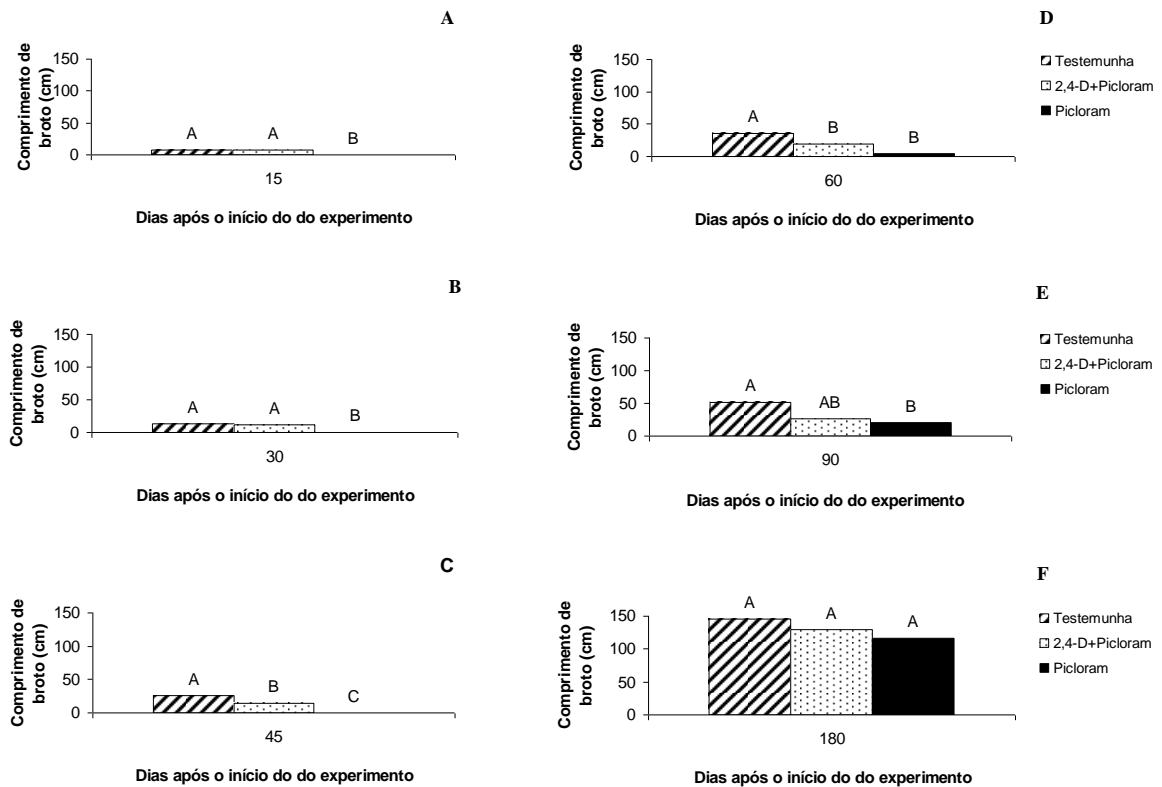 A
Comprimento de
broto (cm)
150
100
50
0
A
A
B
15
Dias após o início do do experimento
B
Comprimento de
broto (cm)
150
100
50
0
A
A
B
30
Dias após o início do do experimento
C
Comprimento de
broto (cm)
150
100
50
0
A
B
C
45
Dias após o início do do experimento
D
Comprimento de
broto (cm)
150
100
50
0
A
B
B
60
Dias após o início do do experimento
Testemunha
2,4-D+Picloram
Picloram
E
Comprimento de
broto (cm)
150
100
50
0
A
AB
B
90
Dias após o início do do experimento
Testemunha
2,4-D+Picloram
Picloram
F
Comprimento de
broto (cm)
150
100
50
0
A
A
A
180
Dias após o início do do experimento
Testemunha
2,4-D+Picloram
Picloram